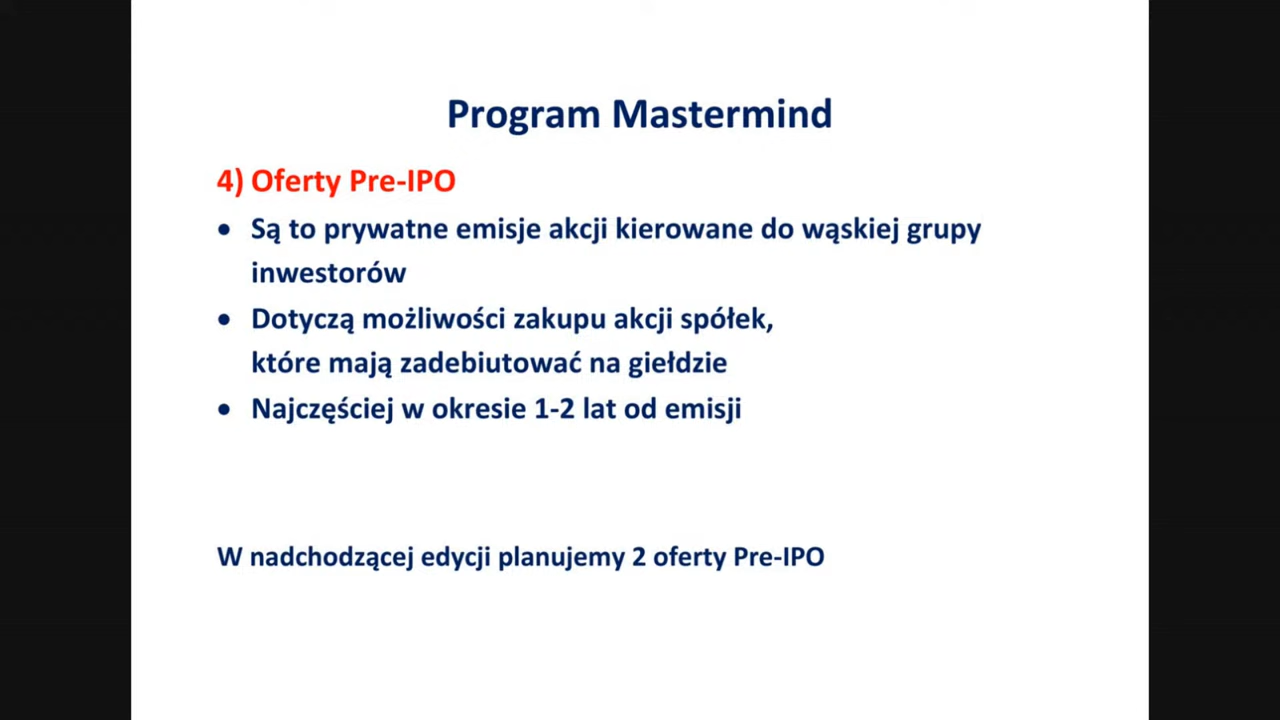 Program Mastermind
4) Oferty Pre-IPO
• Są to prywatne emisje akcji kierowane do wąskiej grupy
inwestorów
• Dotyczą możliwości zakupu akcji spółek,
które mają zadebiutować na giełdzie
• Najczęściej w okresie 1-2 lat od emisji
W nadchodzącej edycji planujemy 2 oferty Pre-IPO